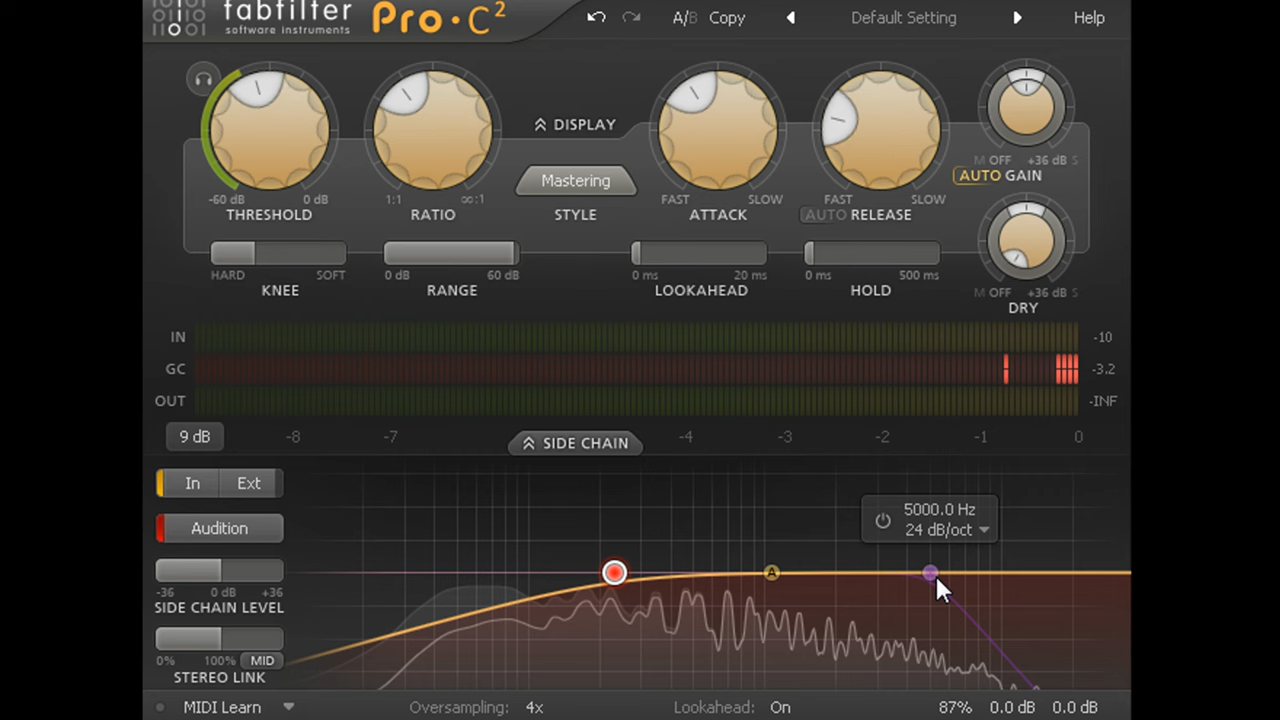 fabfilter Pro·C²
software instruments
A/B Copy Default Setting Help
DISPLAY
Mastering
-60 dB 0 dB 1:1 ∞:1 STYLE FAST SLOW FAST SLOW
THRESHOLD RATIO ATTACK AUTO RELEASE
M OFF +36 dB S
AUTO GAIN
HARD SOFT 0 dB 60 dB 0 ms 20 ms 0 ms 500 ms
KNEE RANGE LOOKAHEAD HOLD
M OFF +36 dB S
DRY
IN -10
GC -3.2
OUT -INF
9 dB -8 -7 SIDE CHAIN -4 -3 -2 -1 0
In Ext
5000.0 Hz
24 dB/oct
Audition
A
-36 0 dB +36
SIDE CHAIN LEVEL
0% 100% MID
STEREO LINK
MIDI Learn Oversampling: 4x Lookahead: On 87% 0.0 dB 0.0 dB